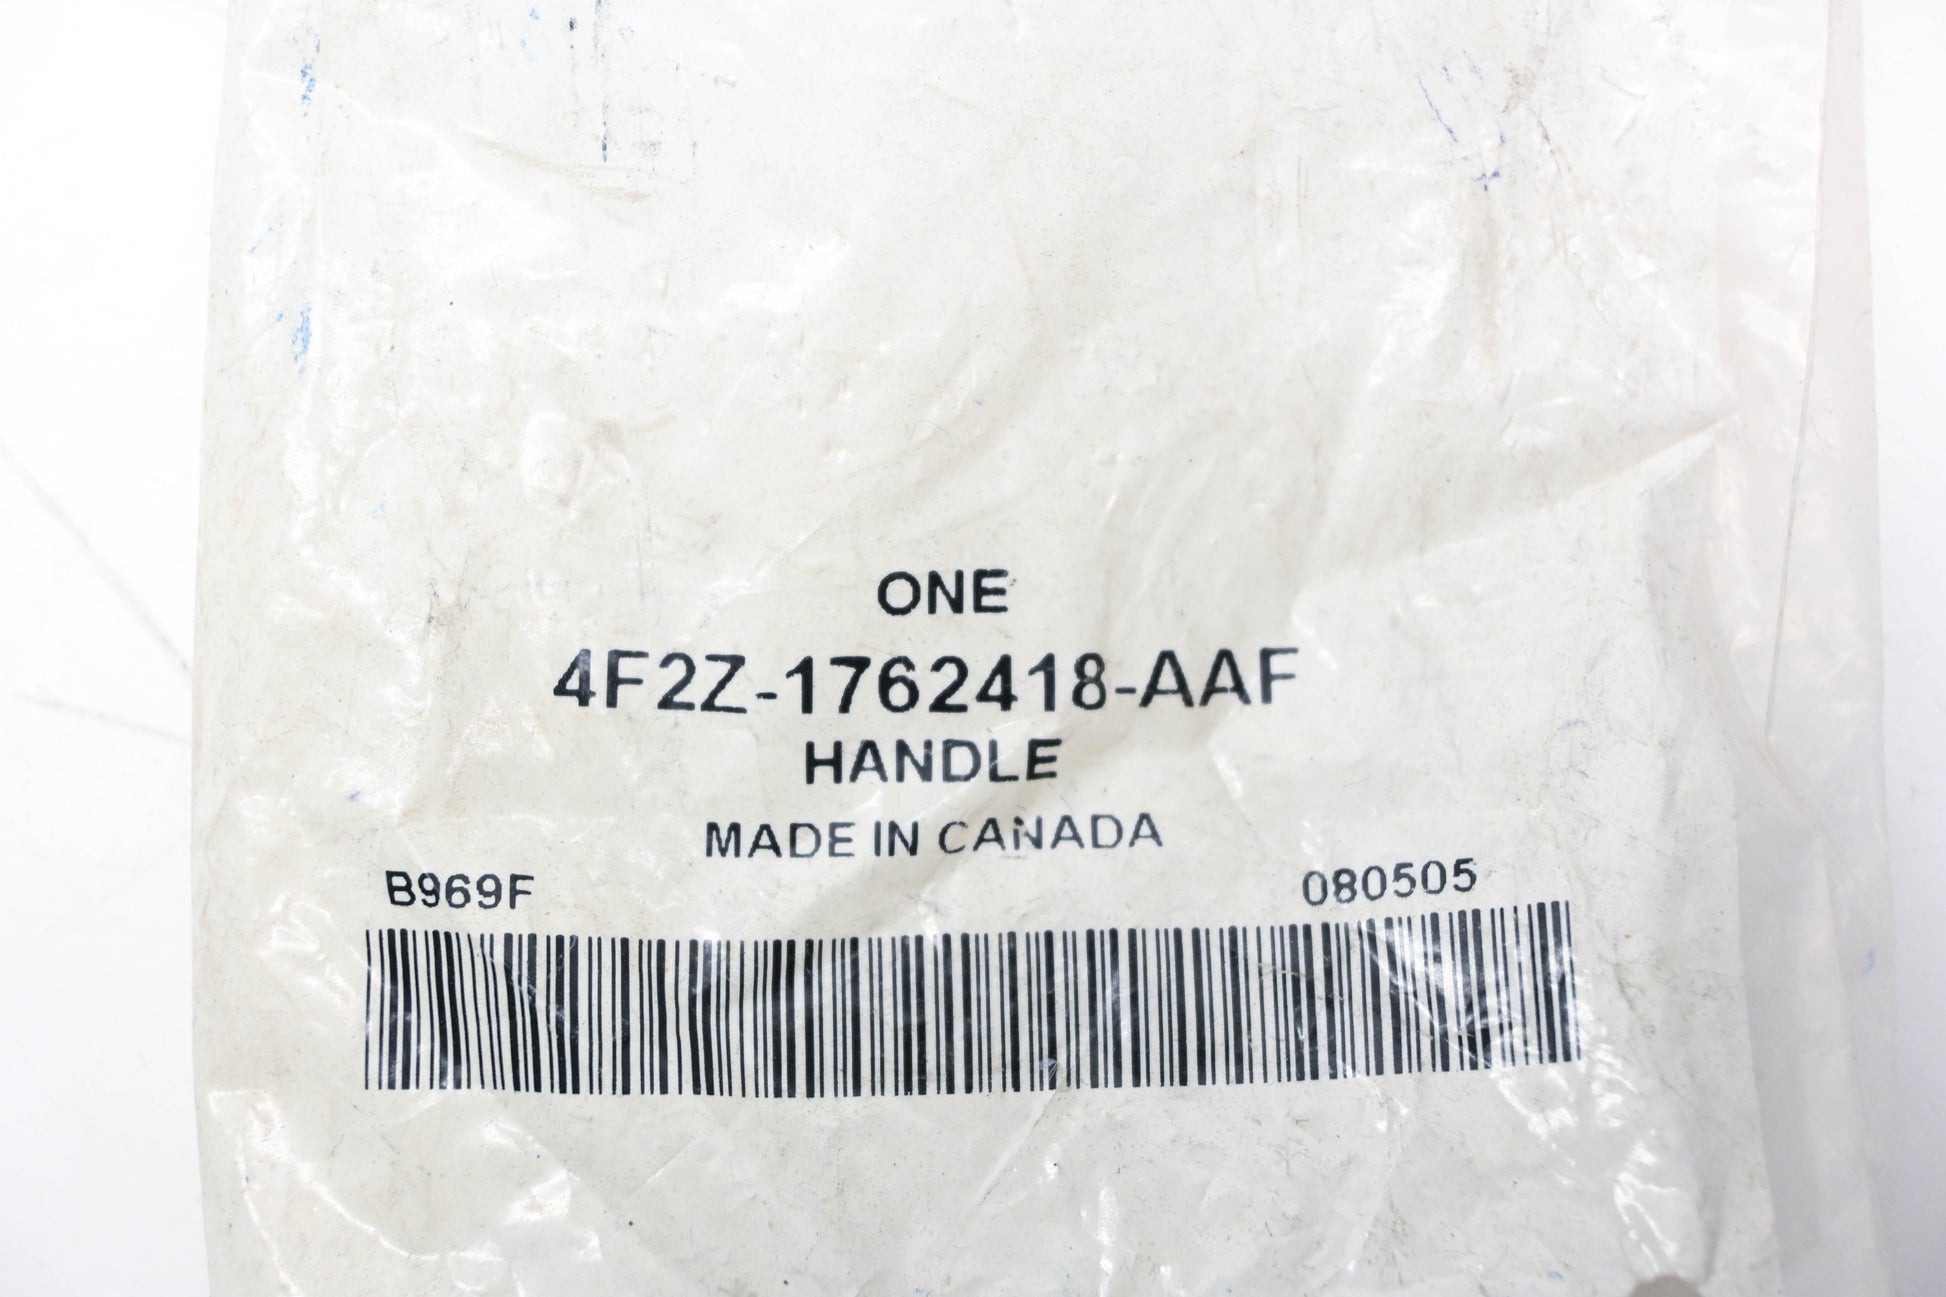 ONE
4F2Z-1762418-AAF
HANDLE
MADE IN CANADA
B969F 080505